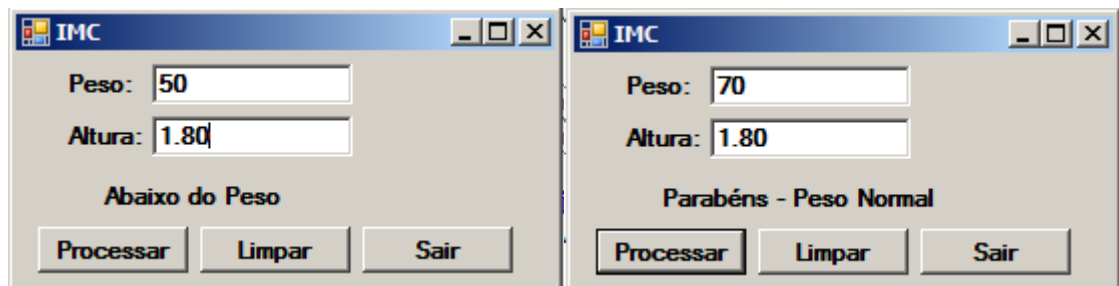 IMC
Peso: 50
Altura: 1.80
Abaixo do Peso
Processar Limpar Sair
IMC
Peso: 70
Altura: 1.80
Parabéns - Peso Normal
Processar Limpar Sair